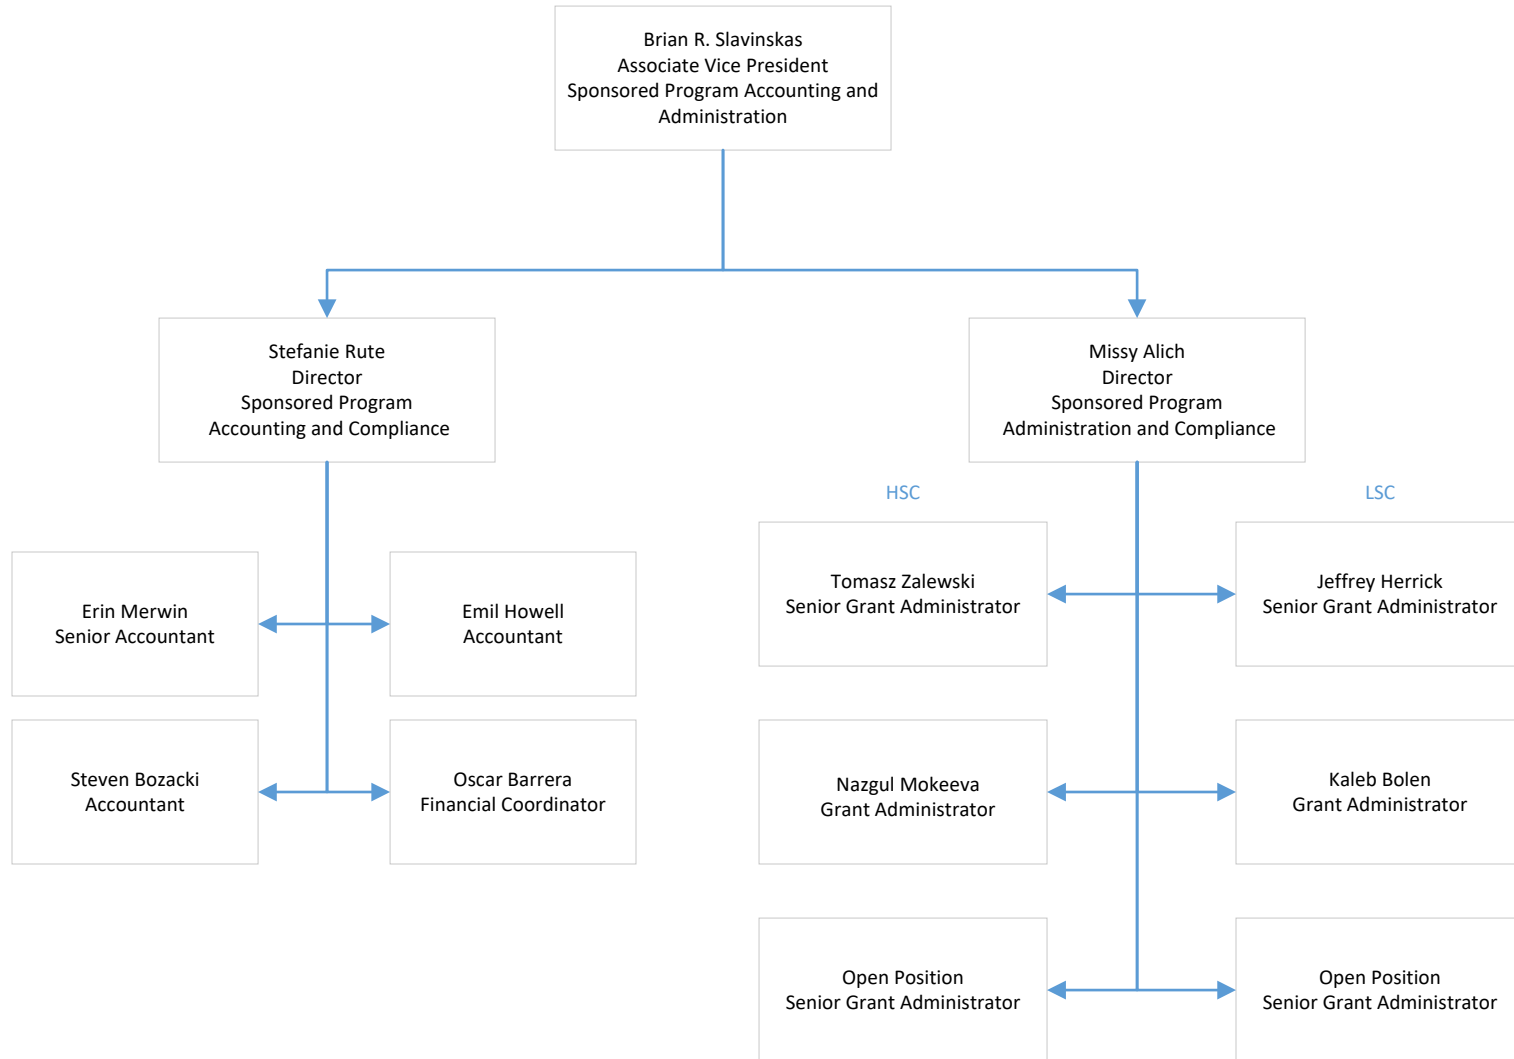 Brian R. Slavinskas
Associate Vice President
Sponsored Program Accounting and
Administration
Stefanie Rute
Director
Sponsored Program
Accounting and Compliance
Missy Alich
Director
Sponsored Program
Administration and Compliance
HSC
LSC
Erin Merwin
Senior Accountant
Emil Howell
Accountant
Steven Bozacki
Accountant
Oscar Barrera
Financial Coordinator
Tomasz Zalewski
Senior Grant Administrator
Jeffrey Herrick
Senior Grant Administrator
Nazgul Mokeeva
Grant Administrator
Kaleb Bolen
Grant Administrator
Open Position
Senior Grant Administrator
Open Position
Senior Grant Administrator